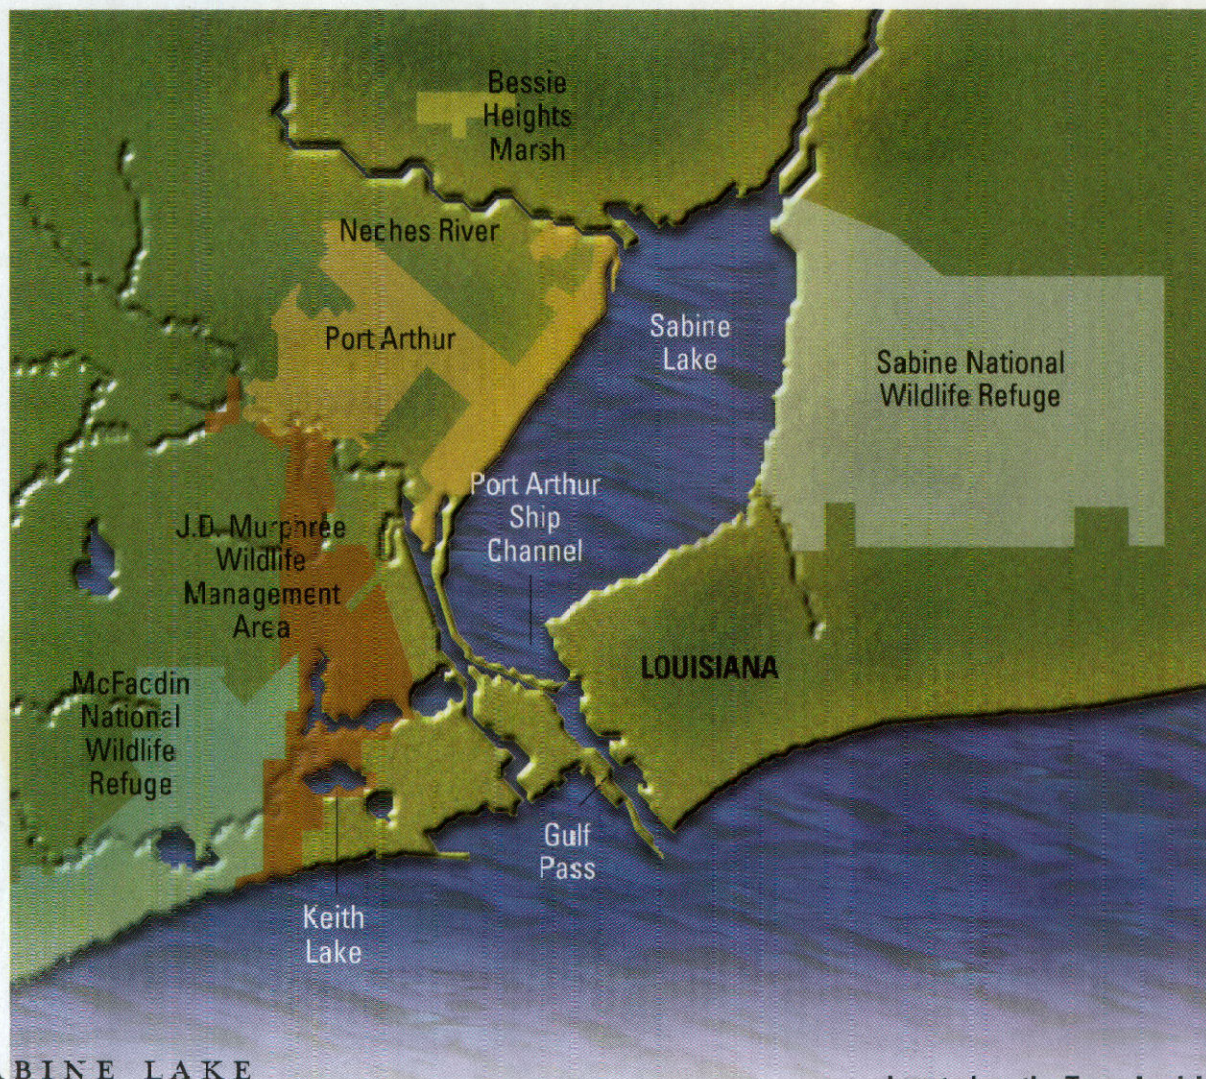 Bessie
Heights
Marsh
Neches River
Port Arthur
Sabine
Lake
Sabine National
Wildlife Refuge
Port Arthur
Ship
Channel
J.D. Murphree
Wildlife
Management
Area
LOUISIANA
McFacdin
National
Wildlife
Refuge
Gulf
Pass
Keith
Lake
BINE LAKE